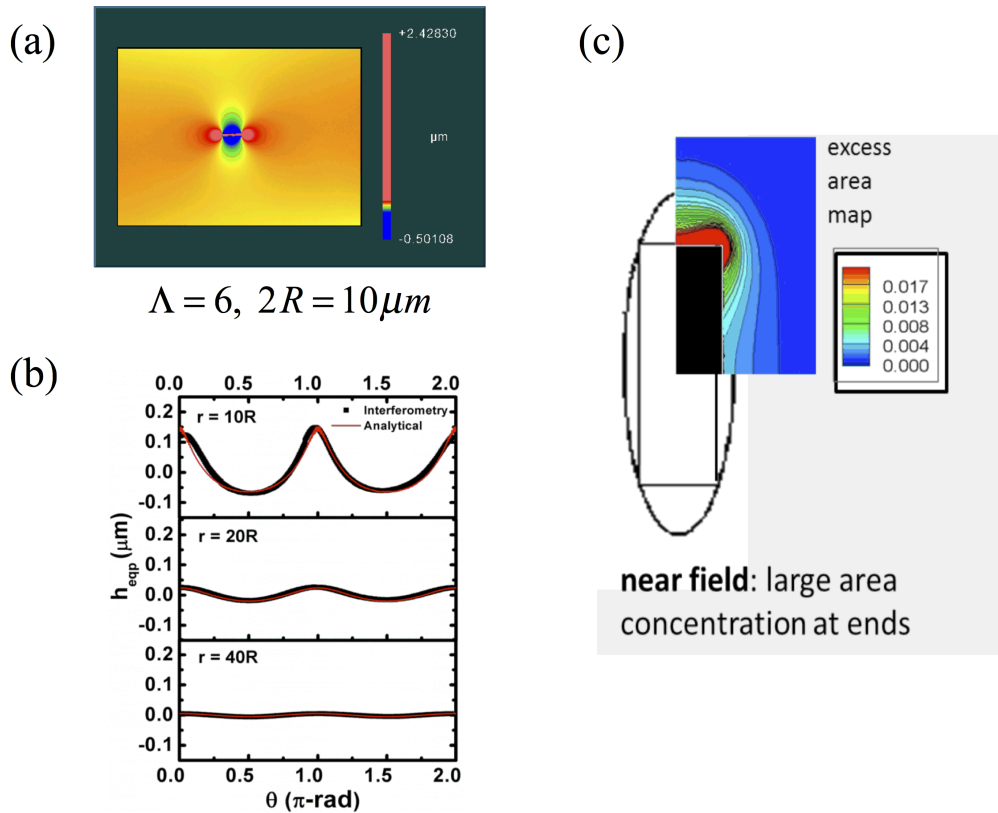 (a)
+2.42830
μm
-0.50108
Λ = 6, 2R = 10μm
(b)
0.0 0.5 1.0 1.5 2.0
0.2
0.1
0.0
-0.1
r = 10R
Interferometry
Analytical
0.2
0.1
0.0
-0.1
r = 20R
0.2
0.1
0.0
-0.1
r = 40R
h_eqp (μm)
0.0 0.5 1.0 1.5 2.0
θ (π-rad)
(c)
excess
area
map
0.017
0.013
0.008
0.004
0.000
near field: large area
concentration at ends